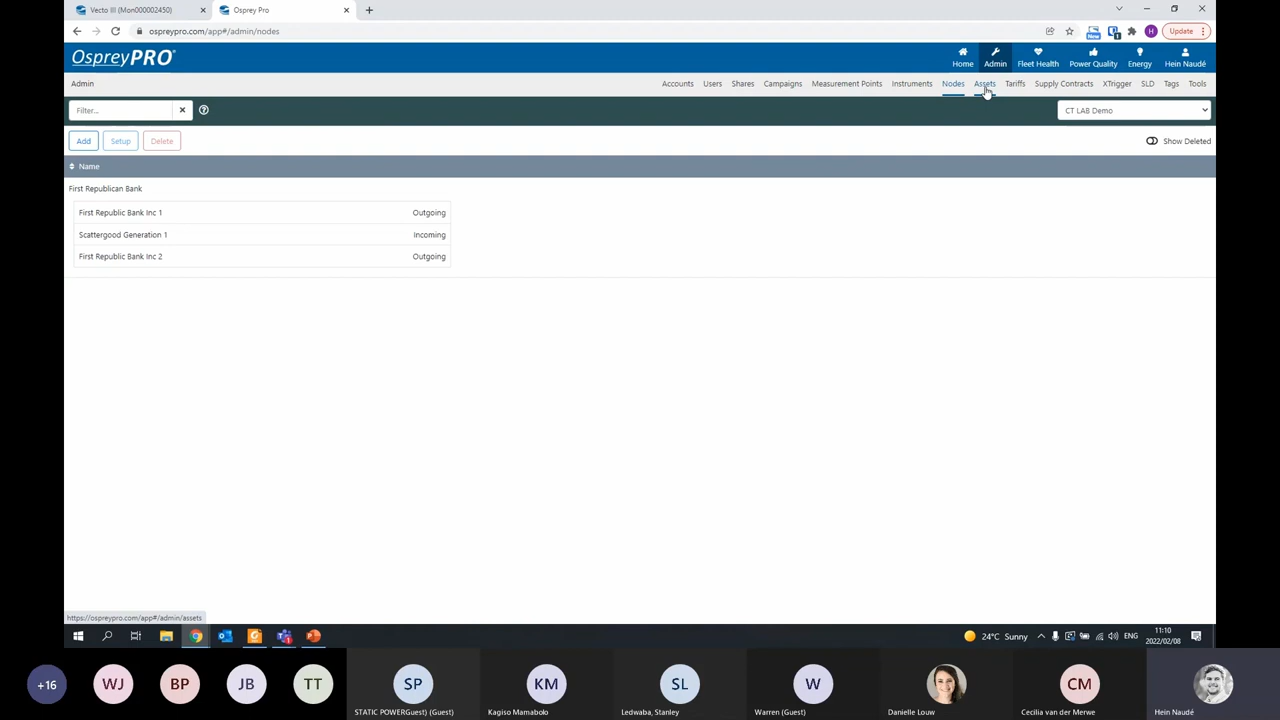 Vecto III (Mon000002450)
Osprey Pro
ospreypro.com/app#/admin/nodes
New
1
H
Update
OspreyPRO
Home
Admin
Fleet Health
Power Quality
Energy
Hein Naudé
Admin
Accounts
Users
Shares
Campaigns
Measurement Points
Instruments
Nodes
Assets
Tariffs
Supply Contracts
XTrigger
SLD
Tags
Tools
Filter...
CT LAB Demo
Add
Setup
Delete
Show Deleted
Name
First Republican Bank
First Republic Bank Inc 1 Outgoing
Scattergood Generation 1 Incoming
First Republic Bank Inc 2 Outgoing
https://ospreypro.com/app#/admin/assets
24°C Sunny
ENG
11:10
2022/02/08
+16
WJ
BP
JB
TT
SP
KM
SL
W
CM
STATIC POWERGuest) (Guest)
Kagiso Mamabolo
Ledwaba, Stanley
Warren (Guest)
Danielle Louw
Cecilia van der Merwe
Hein Naudé